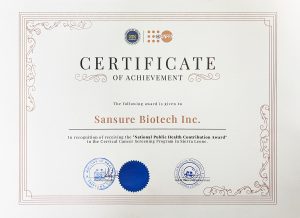 CERTIFICATE
OF ACHIEVEMENT
The following award is given to
Sansure Biotech Inc.
In recognition of receiving the "National Public Health Contribution Award"
in the Cervical Cancer Screening Program in Sierra Leone.